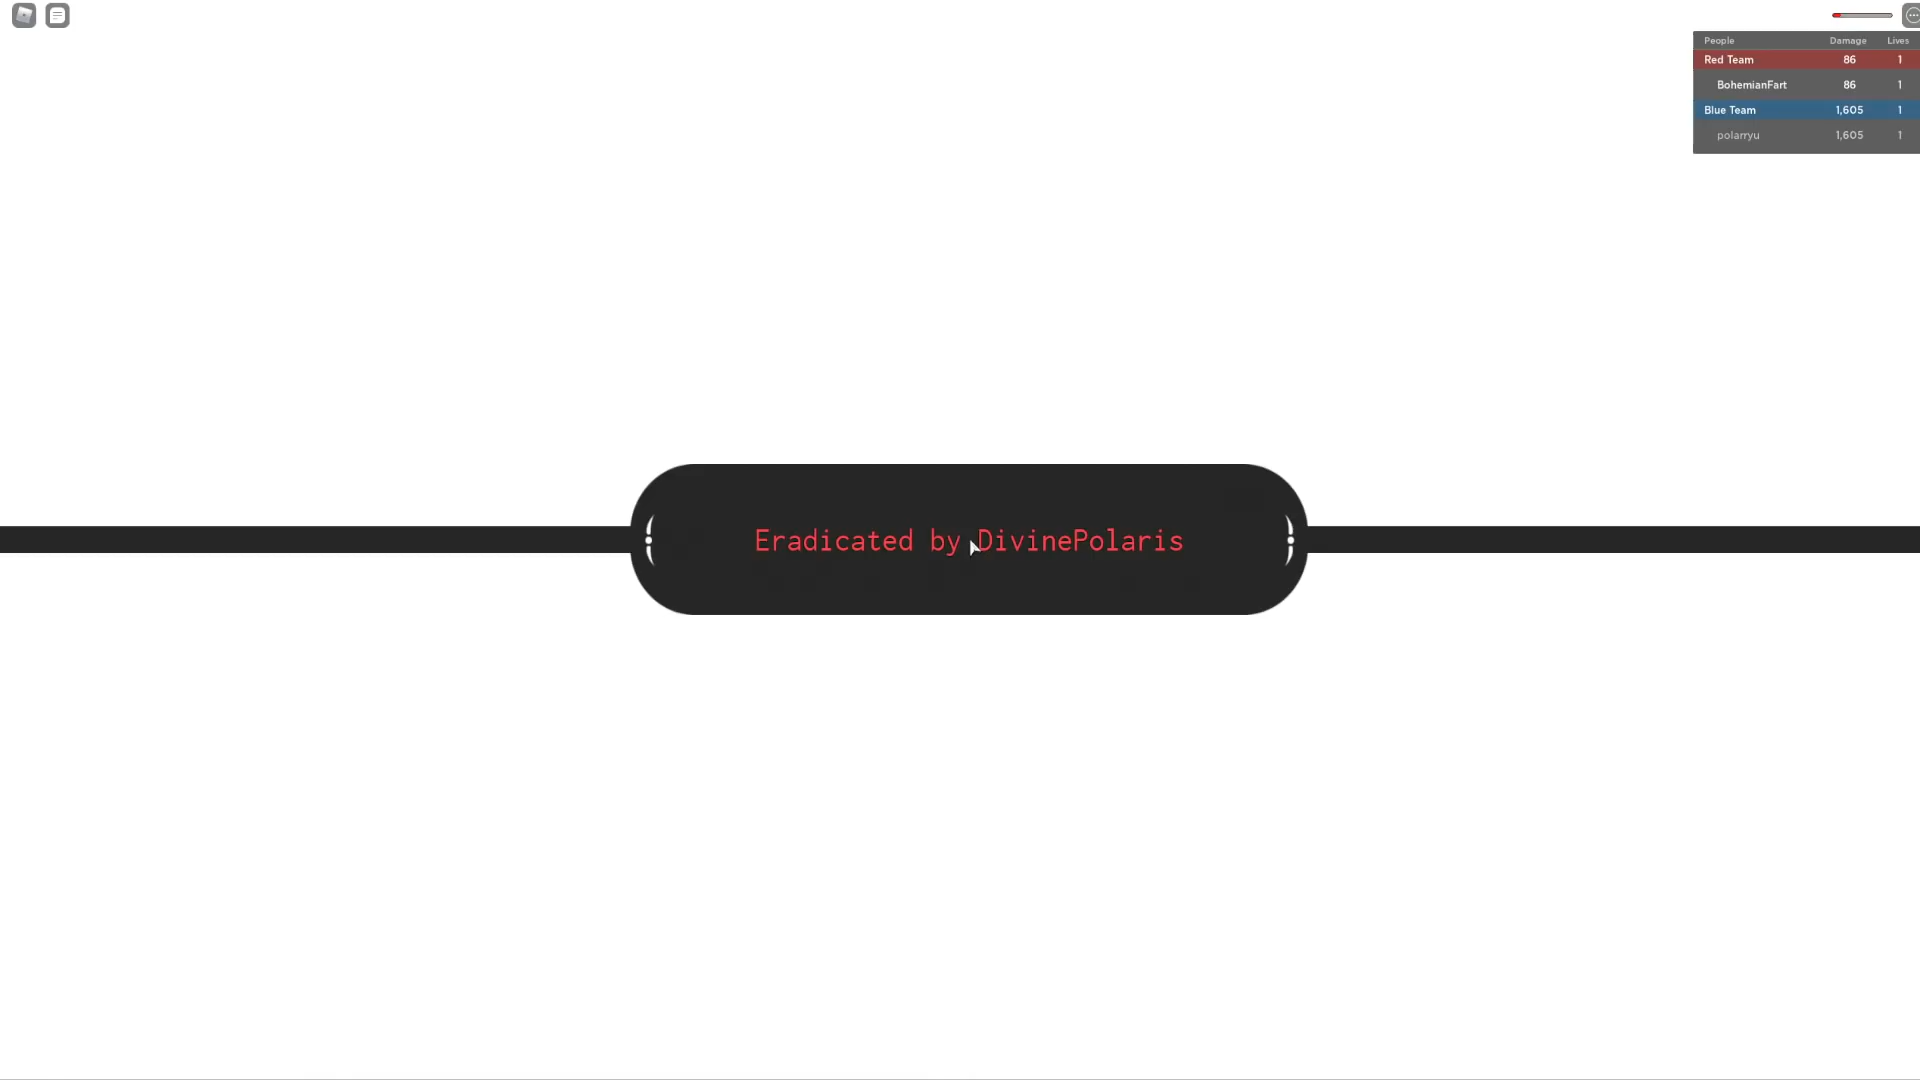 People Damage Lives
Red Team 86 1
BohemianFart 86 1
Blue Team 1,605 1
polarryu 1,605 1
Eradicated by DivinePolaris